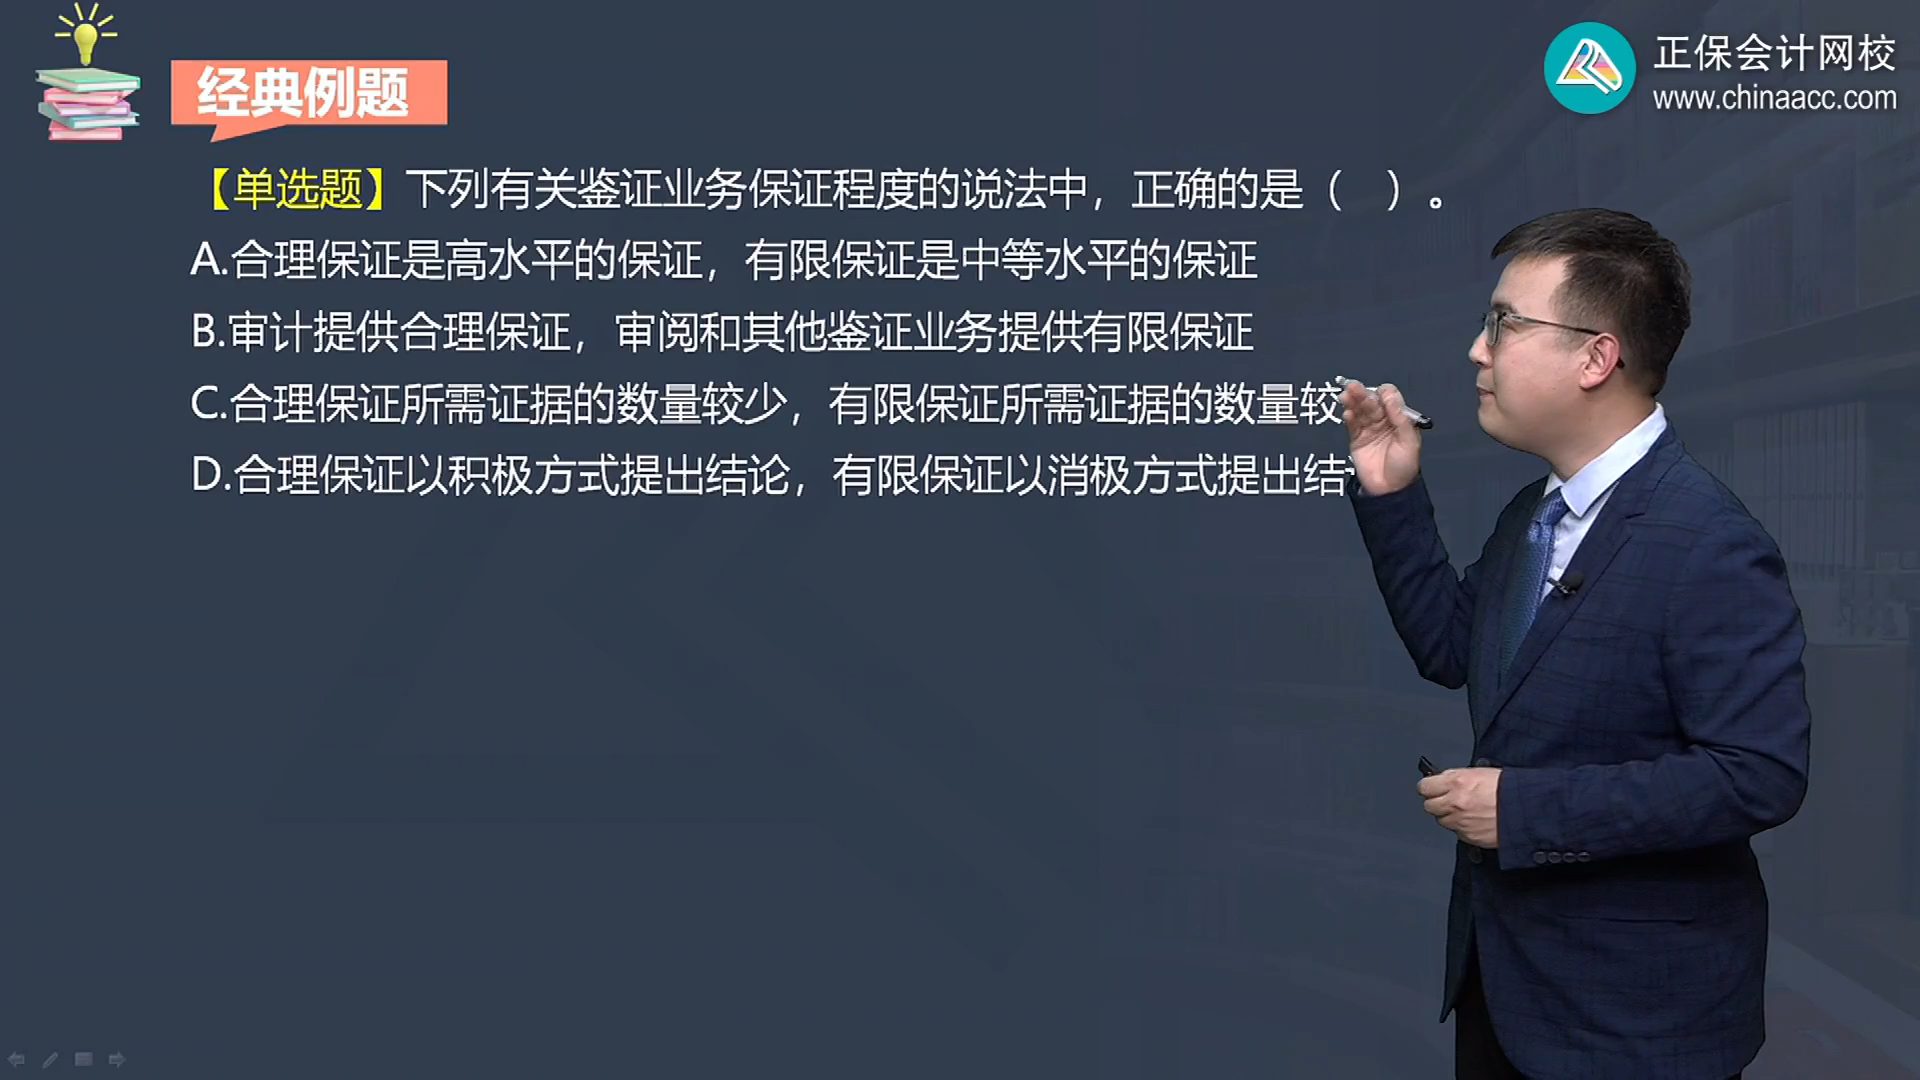 经典例题
正保会计网校
www.chinaacc.com
【单选题】下列有关鉴证业务保证程度的说法中，正确的是（ ）。
A.合理保证是高水平的保证，有限保证是中等水平的保证
B.审计提供合理保证，审阅和其他鉴证业务提供有限保证
C.合理保证所需证据的数量较少，有限保证所需证据的数量较
D.合理保证以积极方式提出结论，有限保证以消极方式提出结